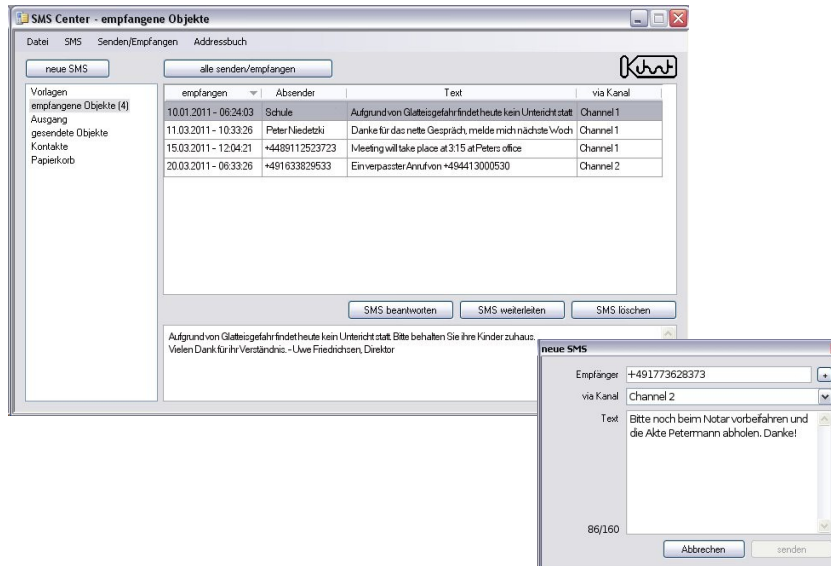 SMS Center - empfangene Objekte
Datei SMS Senden/Empfangen Addressbuch
neue SMS alle senden/empfangen
Vorlagen
empfangene Objekte (4)
Ausgang
gesendete Objekte
Kontakte
Papierkorb
empfangen Absender Text via Kanal
10.01.2011 - 06:24:03 Schule Aufgrund von Glatteisgefahr findet heute kein Unterricht statt Channel 1
11.03.2011 - 10:33:26 Peter Niedetzki Danke für das nette Gespräch, melde mich nächste Woch Channel 1
15.03.2011 - 12:04:21 +4489112523723 Meeting will take place at 3:15 at Peters office Channel 1
20.03.2011 - 06:33:26 +491633829533 Ein verpasster Anruf von +494413000530 Channel 2
SMS beantworten SMS weiterleiten SMS löschen
Aufgrund von Glatteisgefahr findet heute kein Unterricht statt. Bitte behalten Sie ihre Kinder zuhaus.
Vielen Dank für ihr Verständnis. - Uwe Friedrichsen, Direktor
neue SMS
Empfänger +491773628373 +
via Kanal Channel 2
Text Bitte noch beim Notar vorbeifahren und
die Akte Petermann abholen. Danke!
86/160
Abbrechen senden